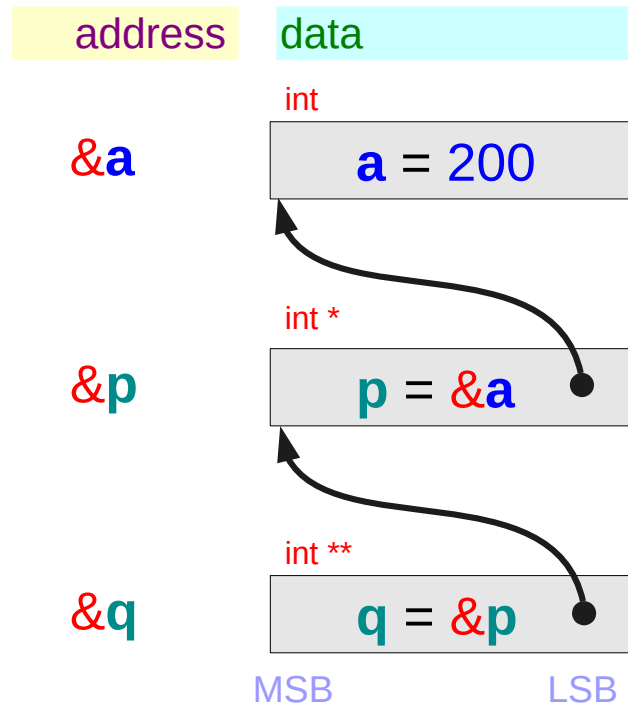 address data
int
&a a = 200
int *
&p p = &a
int **
&q q = &p
MSB LSB